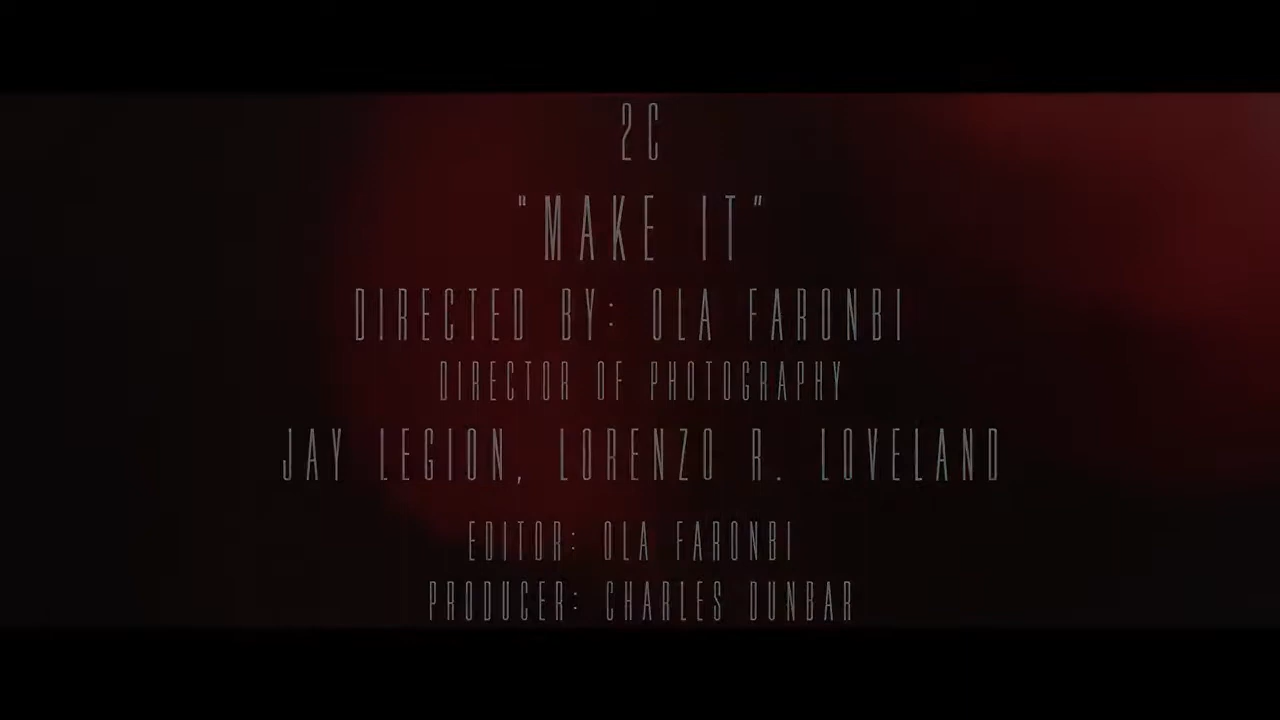 2C
"MAKE IT"
DIRECTED BY: OLA FARONBI
DIRECTOR OF PHOTOGRAPHY
JAY LEGION, LORENZO R. LOVELAND
EDITOR: OLA FARONBI
PRODUCER: CHARLES DUNBAR